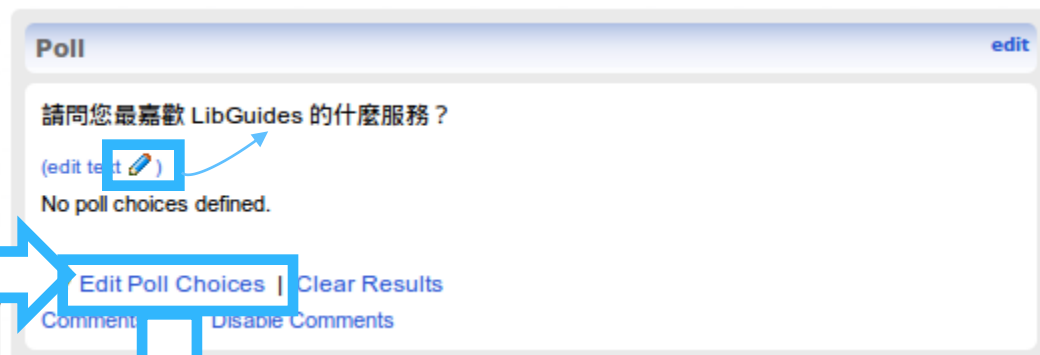 Poll edit
請問您最嘉歡 LibGuides 的什麼服務？
(edit text )
No poll choices defined.
Edit Poll Choices | Clear Results
Comment Disable Comments